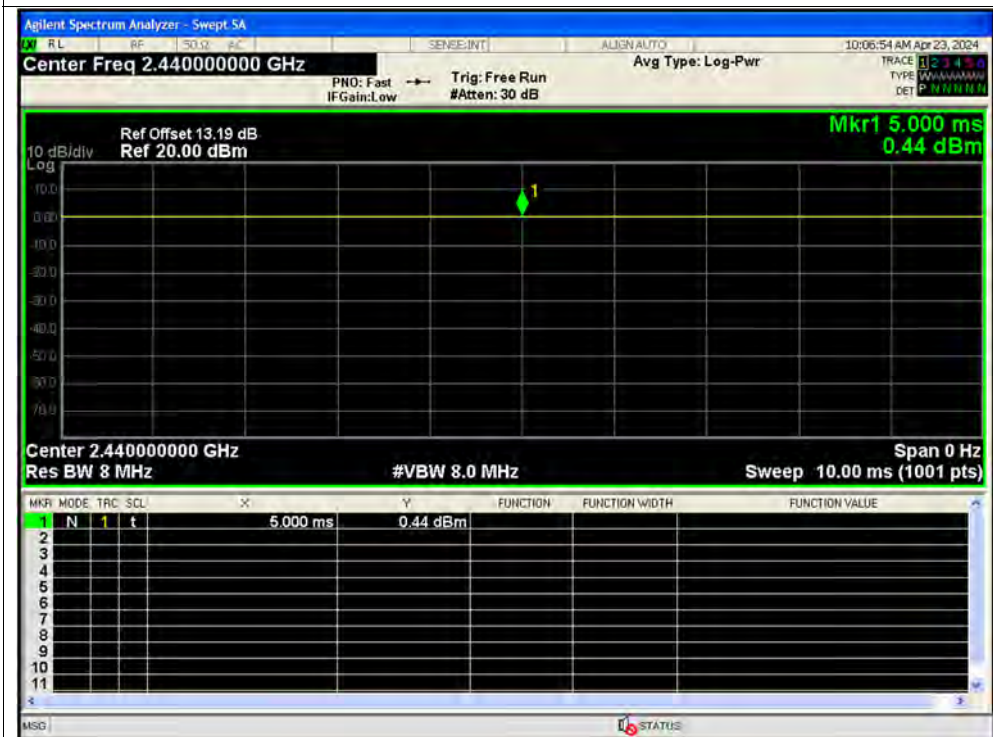 Agilent Spectrum Analyzer - Swept SA
LXI RL RF 50 Ω AC SENSE:INT ALIGN AUTO 10:06:54 AM Apr 23, 2024
Center Freq 2.440000000 GHz Avg Type: Log-Pwr TRACE 1 2 3 4 5 6
PNO: Fast Trig: Free Run TYPE WWWWWW
IFGain:Low #Atten: 30 dB DET P N N N N N
Mkr1 5.000 ms
Ref Offset 13.19 dB
10 dB/div Ref 20.00 dBm 0.44 dBm
Log
10.0
1
0.00
-10.0
-20.0
-30.0
-40.0
-50.0
-60.0
-70.0
Center 2.440000000 GHz Span 0 Hz
Res BW 8 MHz #VBW 8.0 MHz Sweep 10.00 ms (1001 pts)
MKR MODE TRC SCL X Y FUNCTION FUNCTION WIDTH FUNCTION VALUE
1 N 1 t 5.000 ms 0.44 dBm
2
3
4
5
6
7
8
9
10
11
MSG STATUS